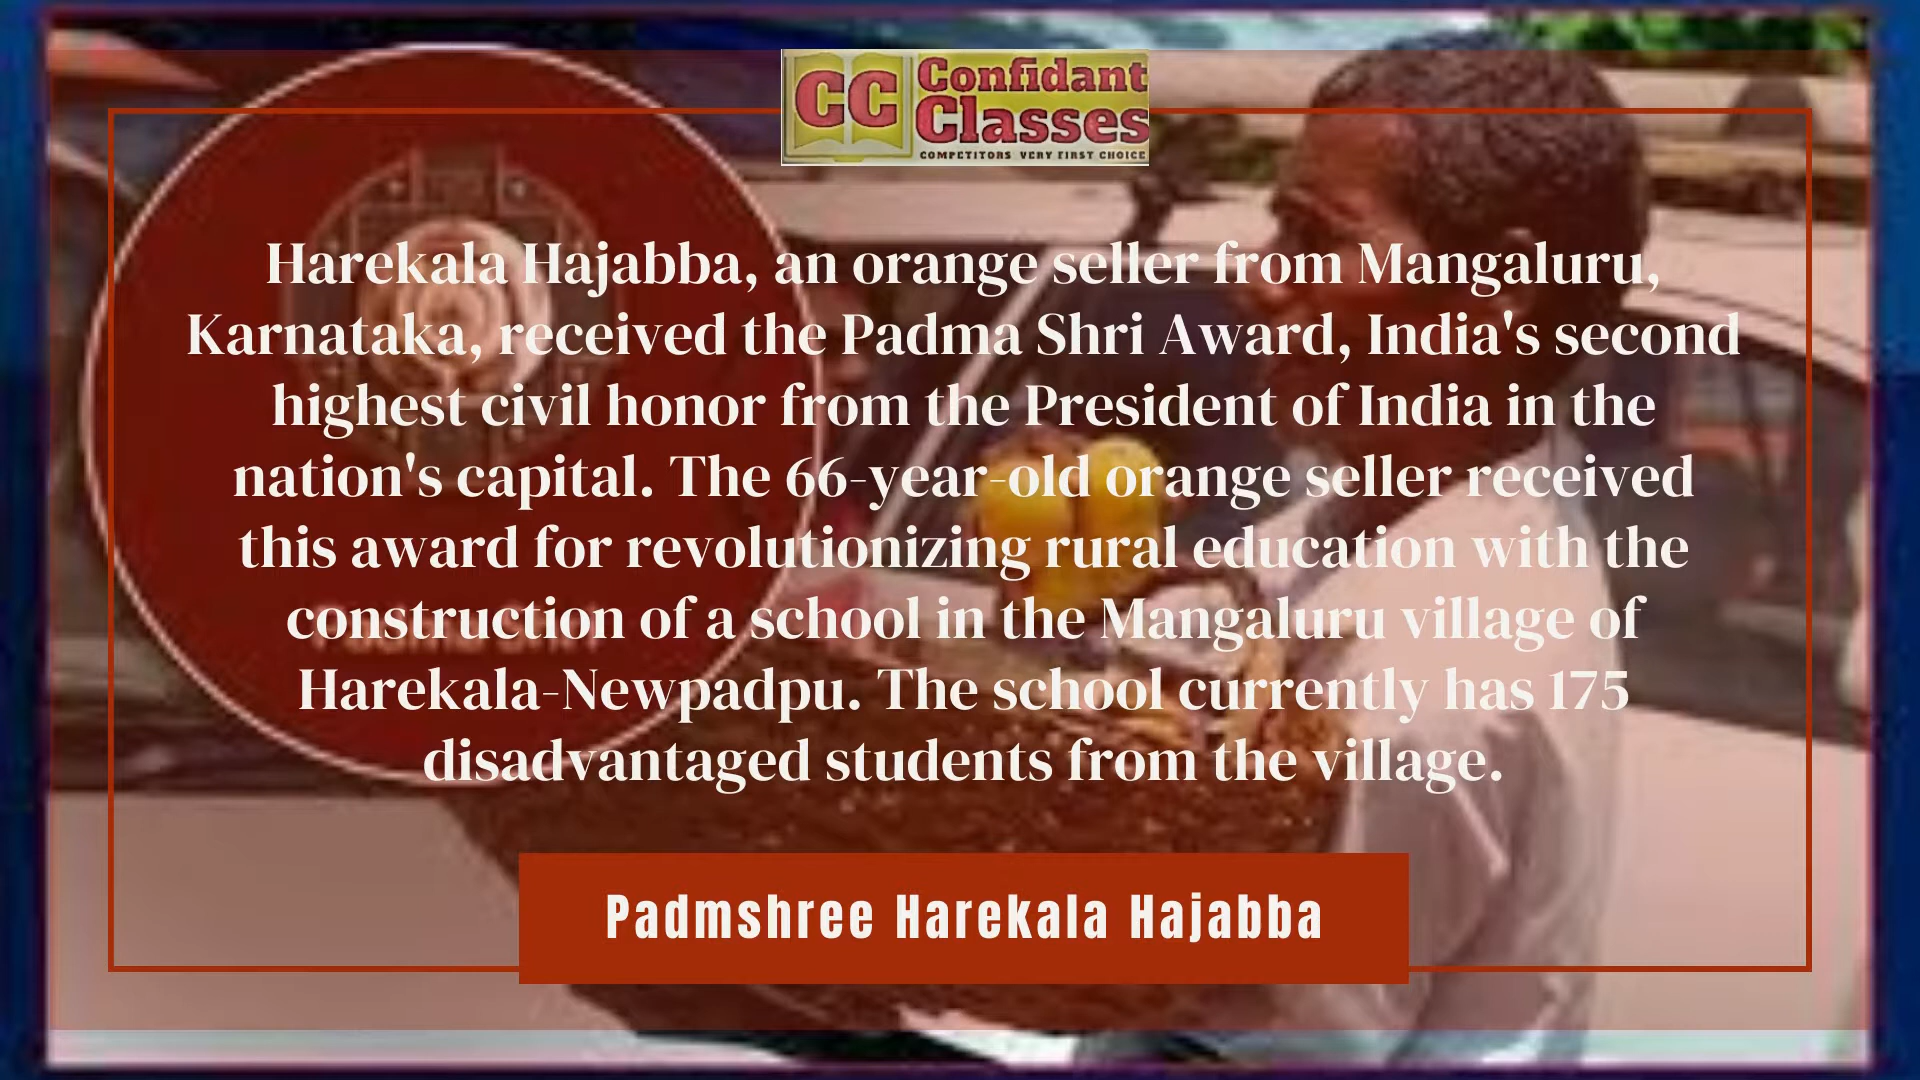 CC Confidant
Classes
COMPETITORS VERY FIRST CHOICE
Harekala Hajabba, an orange seller from Mangaluru,
Karnataka, received the Padma Shri Award, India's second
highest civil honor from the President of India in the
nation's capital. The 66-year-old orange seller received
this award for revolutionizing rural education with the
construction of a school in the Mangaluru village of
Harekala-Newpadpu. The school currently has 175
disadvantaged students from the village.
Padmshree Harekala Hajabba